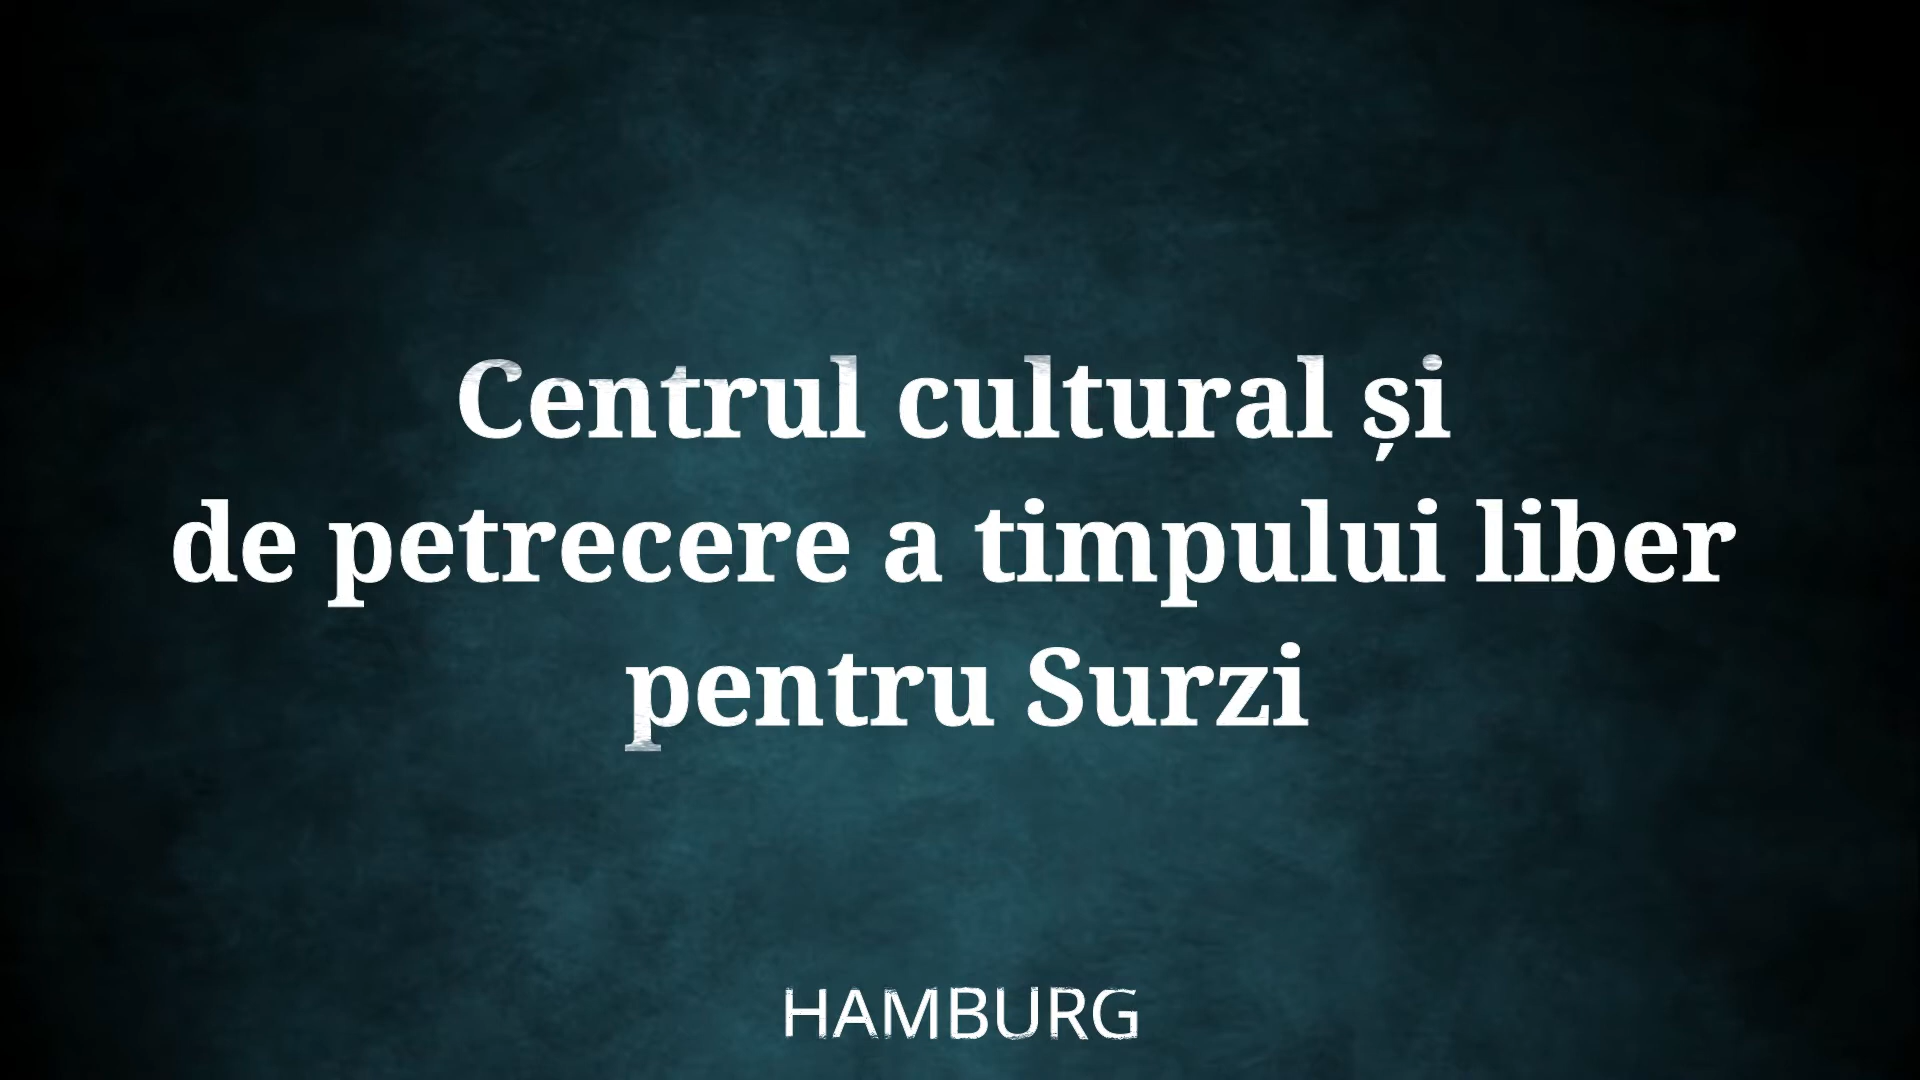 Centrul cultural și
de petrecere a timpului liber
pentru Surzi
HAMBURG